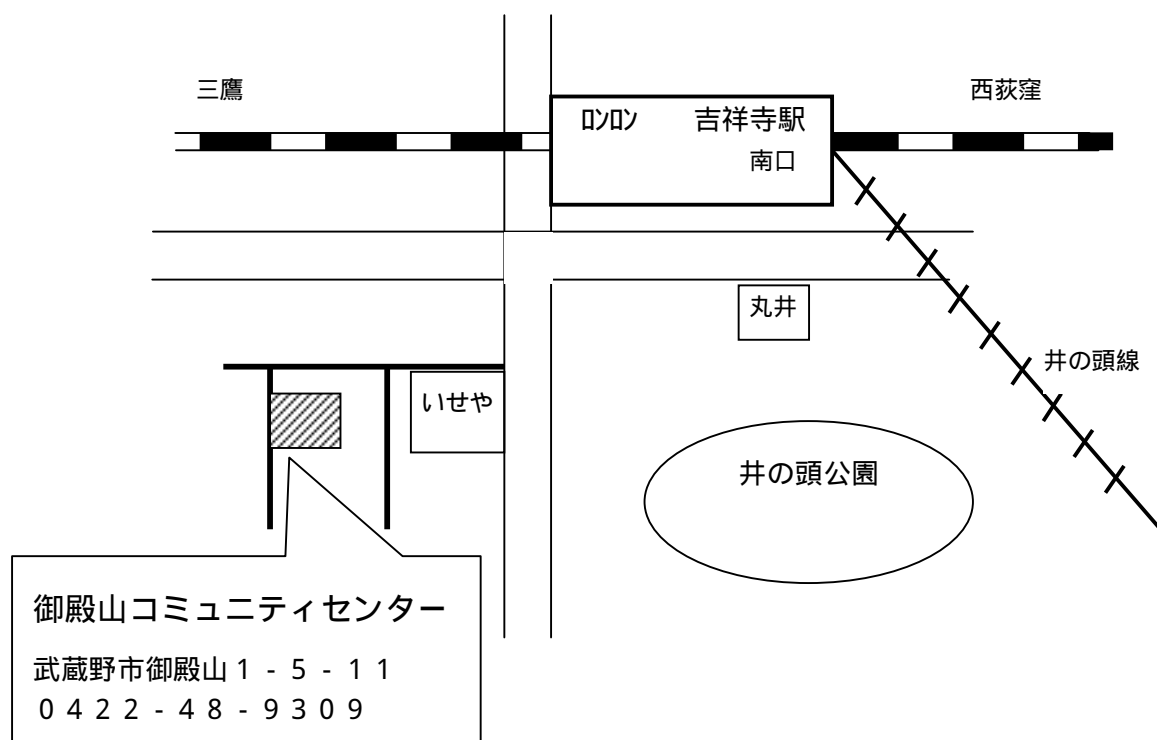 三鷹
西荻窪
ﾛﾝﾛﾝ 吉祥寺駅
南口
丸井
井の頭線
いせや
井の頭公園
御殿山コミュニティセンター
武蔵野市御殿山１-５-１１
０４２２-４８-９３０９